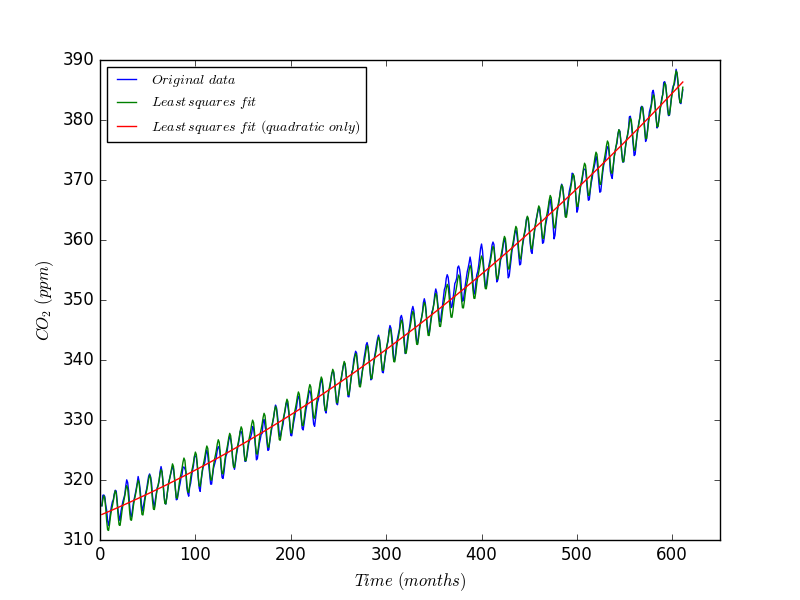 390
380
370
360
350
340
330
320
310
0 100 200 300 400 500 600
CO2 (ppm)
Time (months)
Original data
Least squares fit
Least squares fit (quadratic only)